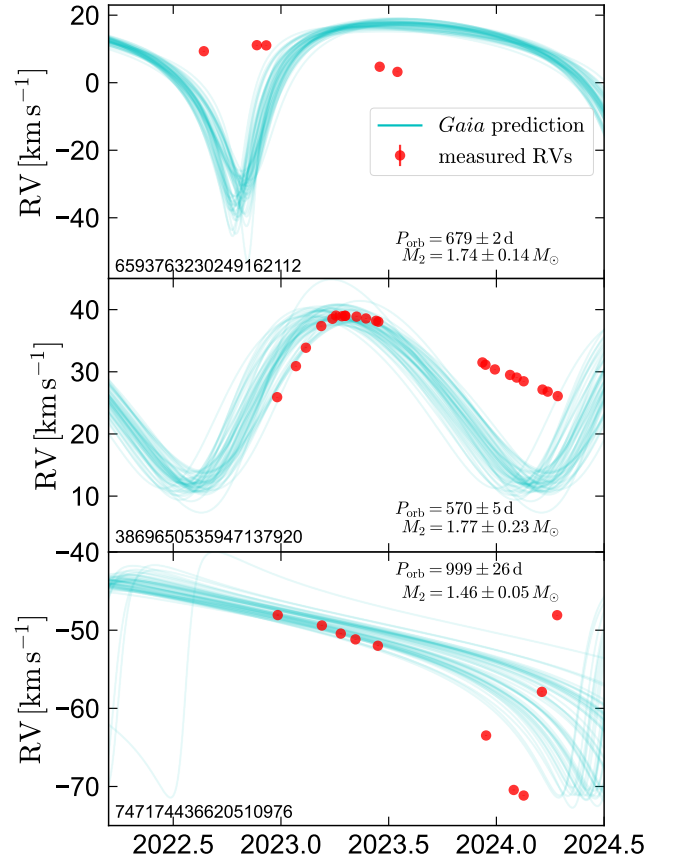 20
0
−20
−40
RV [km s⁻¹]
Gaia prediction
measured RVs
P_orb = 679 ± 2 d
M_2 = 1.74 ± 0.14 M_⊙
6593763230249162112
40
30
20
10
RV [km s⁻¹]
P_orb = 570 ± 5 d
M_2 = 1.77 ± 0.23 M_⊙
3869650535947137920
−40
−50
−60
−70
RV [km s⁻¹]
P_orb = 999 ± 26 d
M_2 = 1.46 ± 0.05 M_⊙
7471744366620510976
2022.5 2023.0 2023.5 2024.0 2024.5